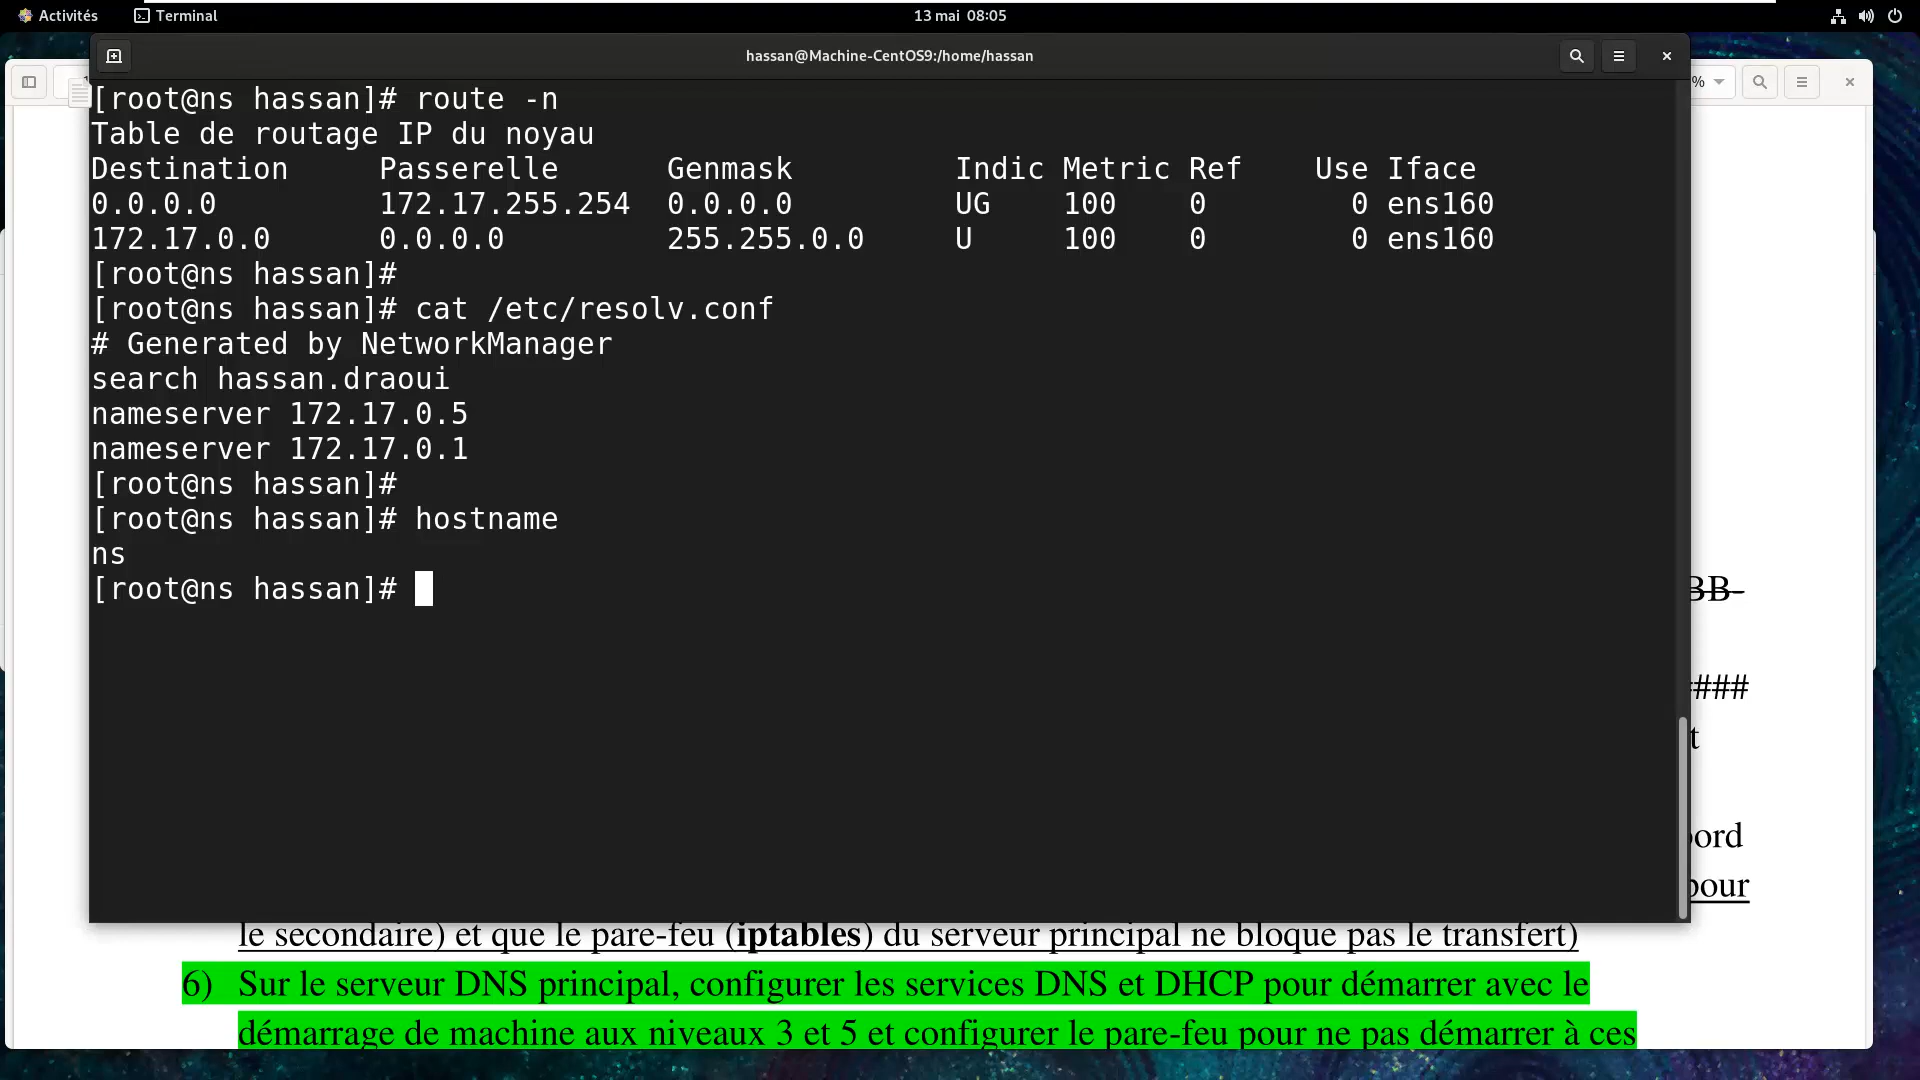 Activités Terminal 13 mai 08:05
hassan@Machine-CentOS9:/home/hassan
%
[root@ns hassan]# route -n
Table de routage IP du noyau
Destination Passerelle Genmask Indic Metric Ref Use Iface
0.0.0.0 172.17.255.254 0.0.0.0 UG 100 0 0 ens160
172.17.0.0 0.0.0.0 255.255.0.0 U 100 0 0 ens160
[root@ns hassan]#
[root@ns hassan]# cat /etc/resolv.conf
# Generated by NetworkManager
search hassan.draoui
nameserver 172.17.0.5
nameserver 172.17.0.1
[root@ns hassan]#
[root@ns hassan]# hostname
ns
[root@ns hassan]#
BB-
####
t
ord
pour
le secondaire) et que le pare-feu (iptables) du serveur principal ne bloque pas le transfert)
6) Sur le serveur DNS principal, configurer les services DNS et DHCP pour démarrer avec le
démarrage de machine aux niveaux 3 et 5 et configurer le pare-feu pour ne pas démarrer à ces